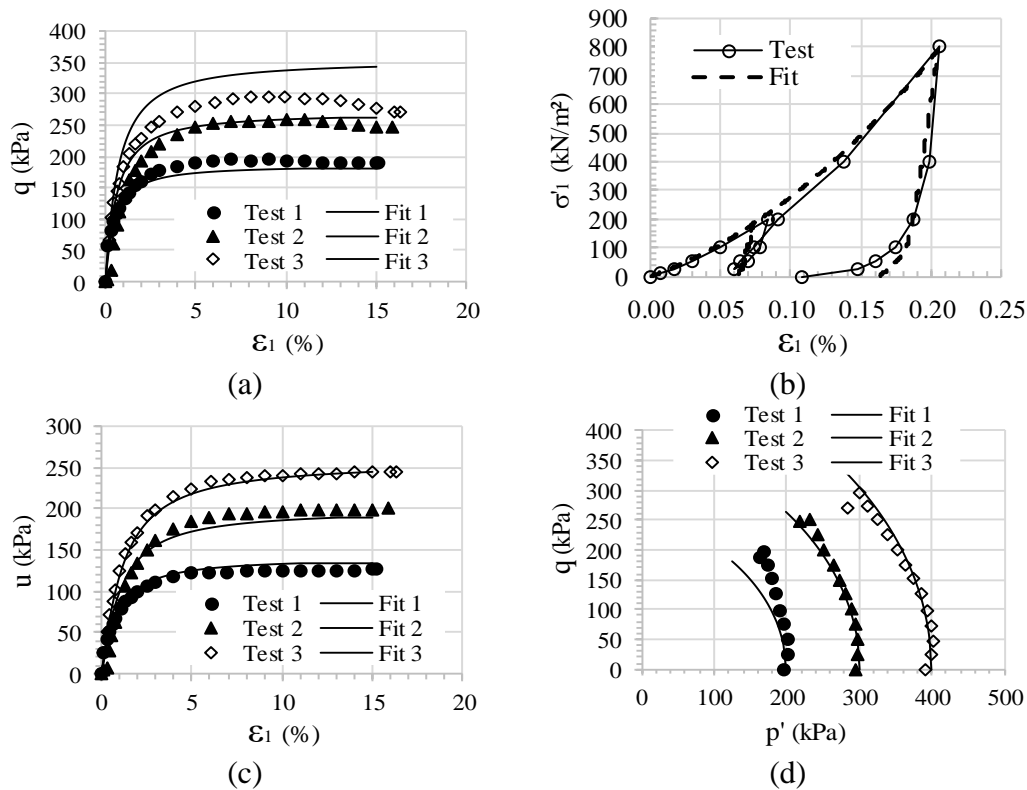 400
350
300
250
200
150
100
50
0
q (kPa)
Test 1 Fit 1
Test 2 Fit 2
Test 3 Fit 3
0 5 10 15 20
ε1 (%)
(a)
900
800
700
600
500
400
300
200
100
0
σ'1 (kN/m²)
Test
Fit
0.00 0.05 0.10 0.15 0.20 0.25
ε1 (%)
(b)
300
250
200
150
100
50
0
u (kPa)
Test 1 Fit 1
Test 2 Fit 2
Test 3 Fit 3
0 5 10 15 20
ε1 (%)
(c)
Test 1 Fit 1
Test 2 Fit 2
Test 3 Fit 3
400
350
300
250
200
150
100
50
0
q (kPa)
0 100 200 300 400 500
p' (kPa)
(d)